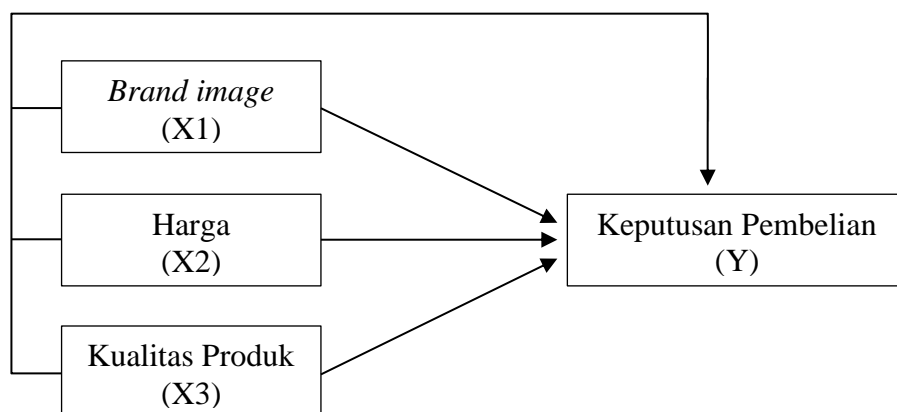 Brand image
(X1)
Harga
(X2)
Keputusan Pembelian
(Y)
Kualitas Produk
(X3)